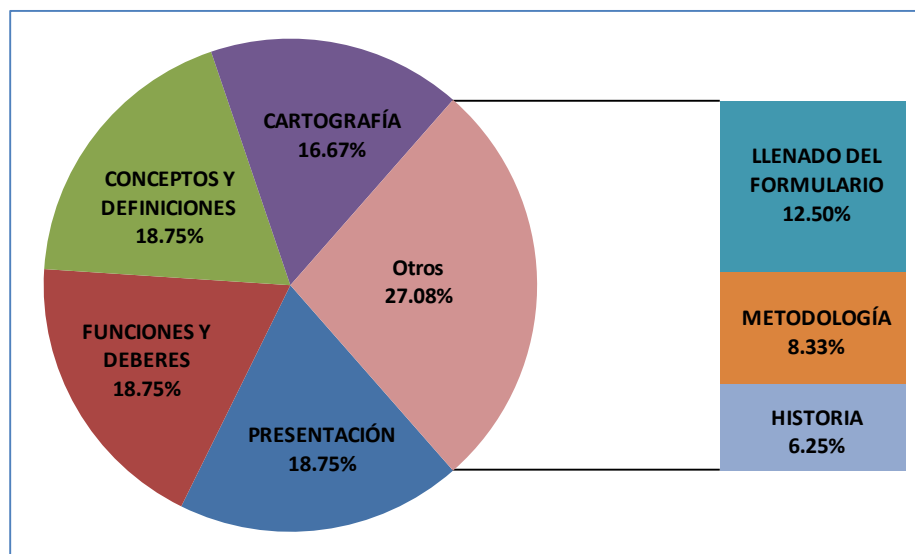 CARTOGRAFÍA
16.67%
CONCEPTOS Y
DEFINICIONES
18.75%
Otros
27.08%
FUNCIONES Y
DEBERES
18.75%
PRESENTACIÓN
18.75%
LLENADO DEL
FORMULARIO
12.50%
METODOLOGÍA
8.33%
HISTORIA
6.25%